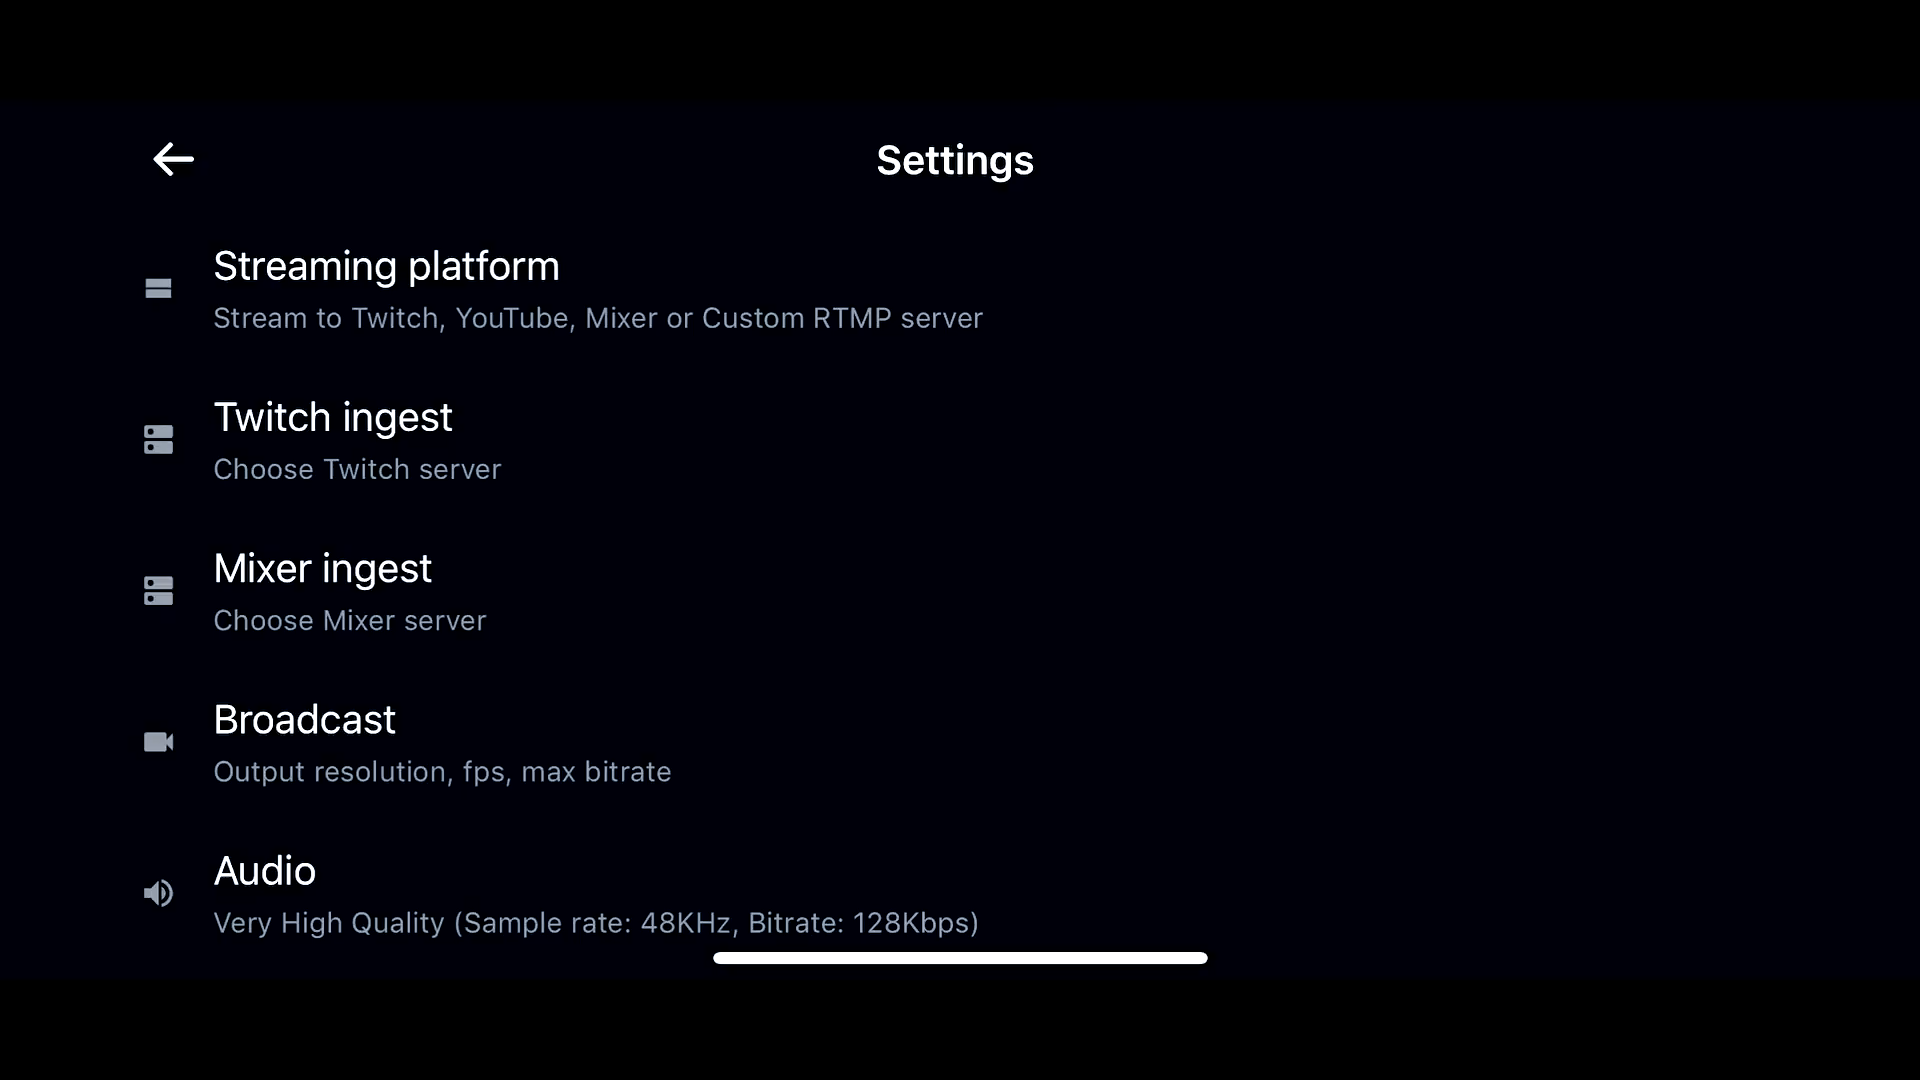 Settings
Streaming platform
Stream to Twitch, YouTube, Mixer or Custom RTMP server
Twitch ingest
Choose Twitch server
Mixer ingest
Choose Mixer server
Broadcast
Output resolution, fps, max bitrate
Audio
Very High Quality (Sample rate: 48KHz, Bitrate: 128Kbps)